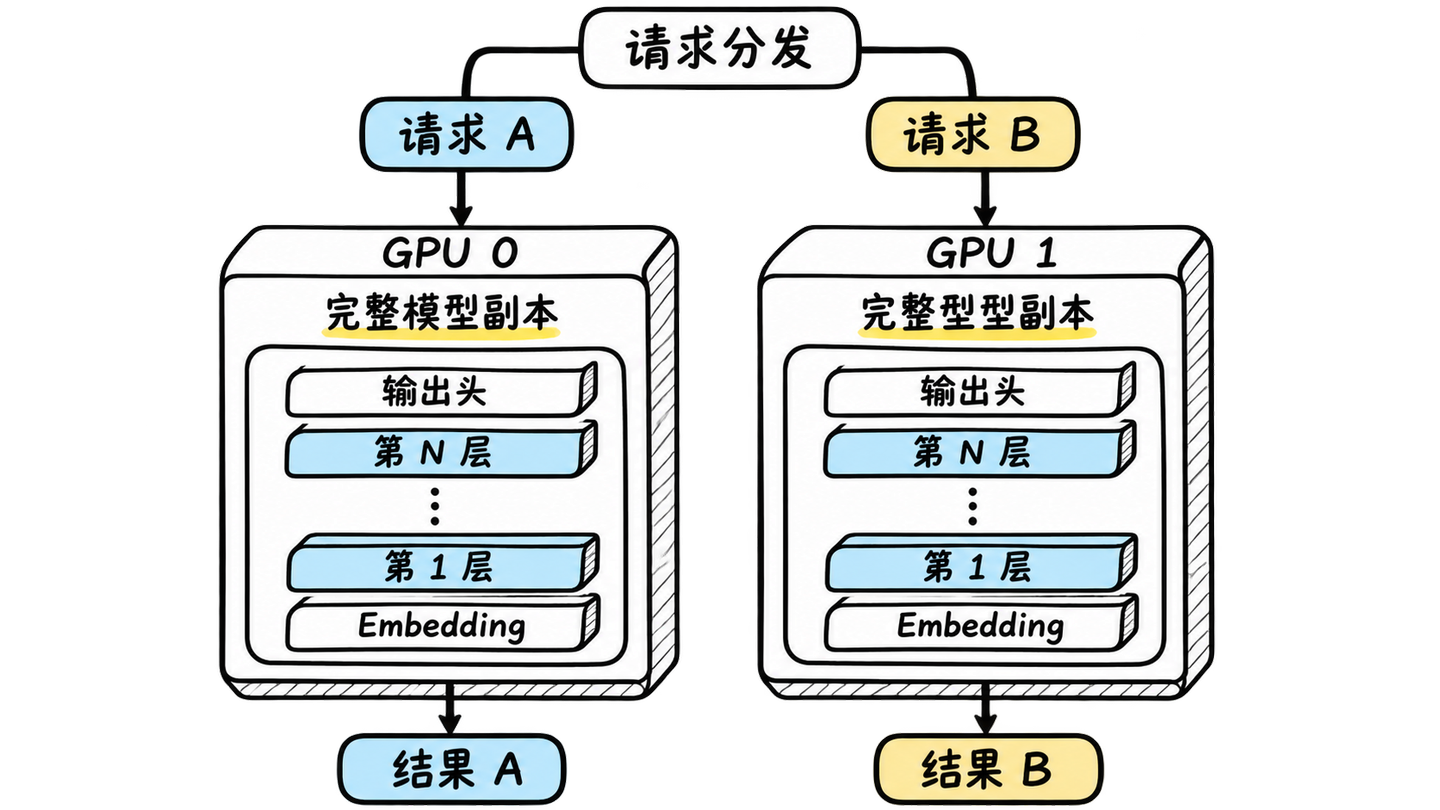 请求分发
请求 A
请求 B
GPU 0
完整模型副本
输出头
第 N 层
第 1 层
Embedding
结果 A
GPU 1
完整型型副本
输出头
第 N 层
第 1 层
Embedding
结果 B